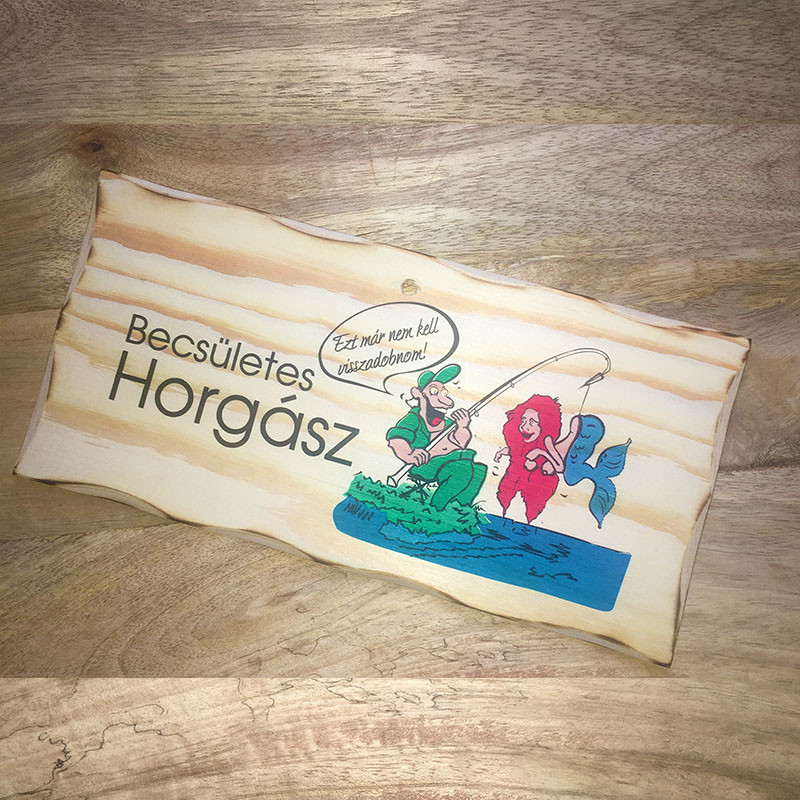 Becsületes
Horgász
Ezt már nem kell
visszadobnom!